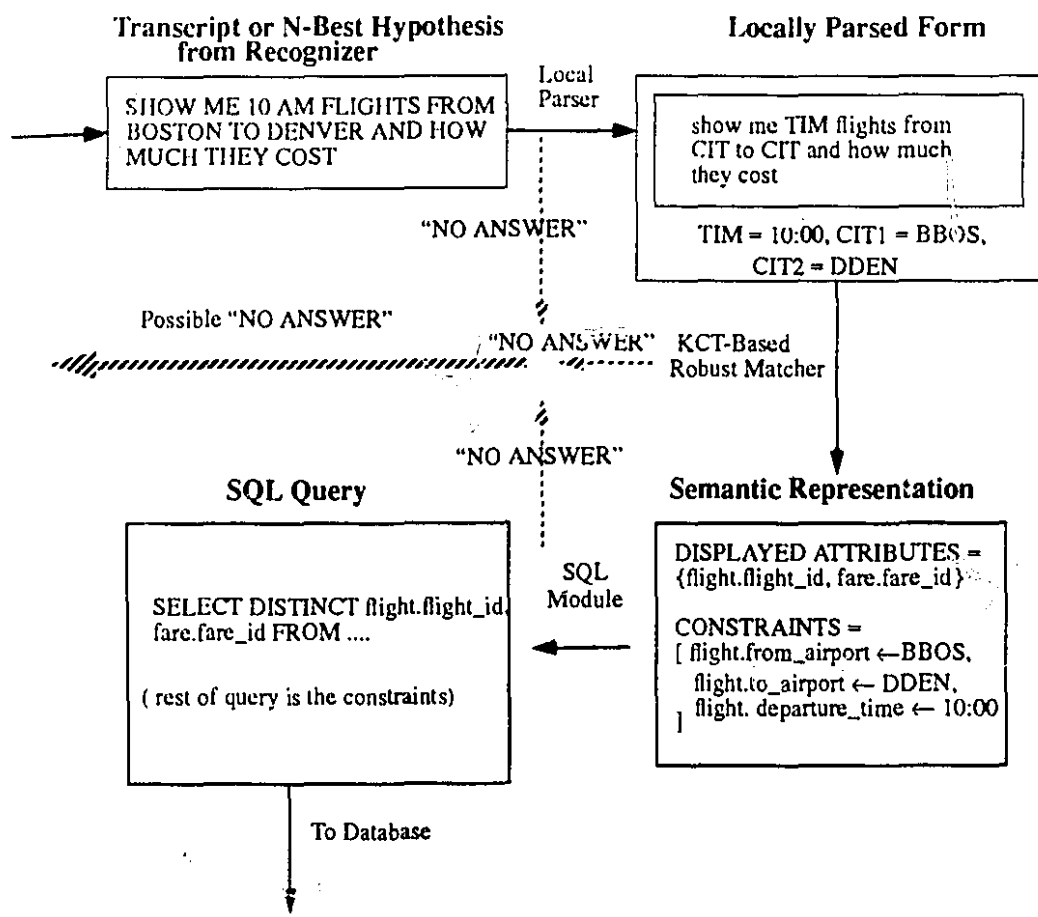 Transcript or N-Best Hypothesis
from Recognizer
SHOW ME 10 AM FLIGHTS FROM
BOSTON TO DENVER AND HOW
MUCH THEY COST
Local
Parser
Locally Parsed Form
show me TIM flights from
CIT to CIT and how much
they cost
TIM = 10:00, CIT1 = BBOS,
CIT2 = DDEN
"NO ANSWER"
Possible "NO ANSWER"
"NO ANSWER"
KCT-Based
Robust Matcher
"NO ANSWER"
SQL Query
SELECT DISTINCT flight.flight_id,
fare.fare_id FROM ....
( rest of query is the constraints)
SQL
Module
Semantic Representation
DISPLAYED ATTRIBUTES =
{flight.flight_id, fare.fare_id}
CONSTRAINTS =
[ flight.from_airport ←BBOS,
flight.to_airport ← DDEN,
flight. departure_time ← 10:00
]
To Database